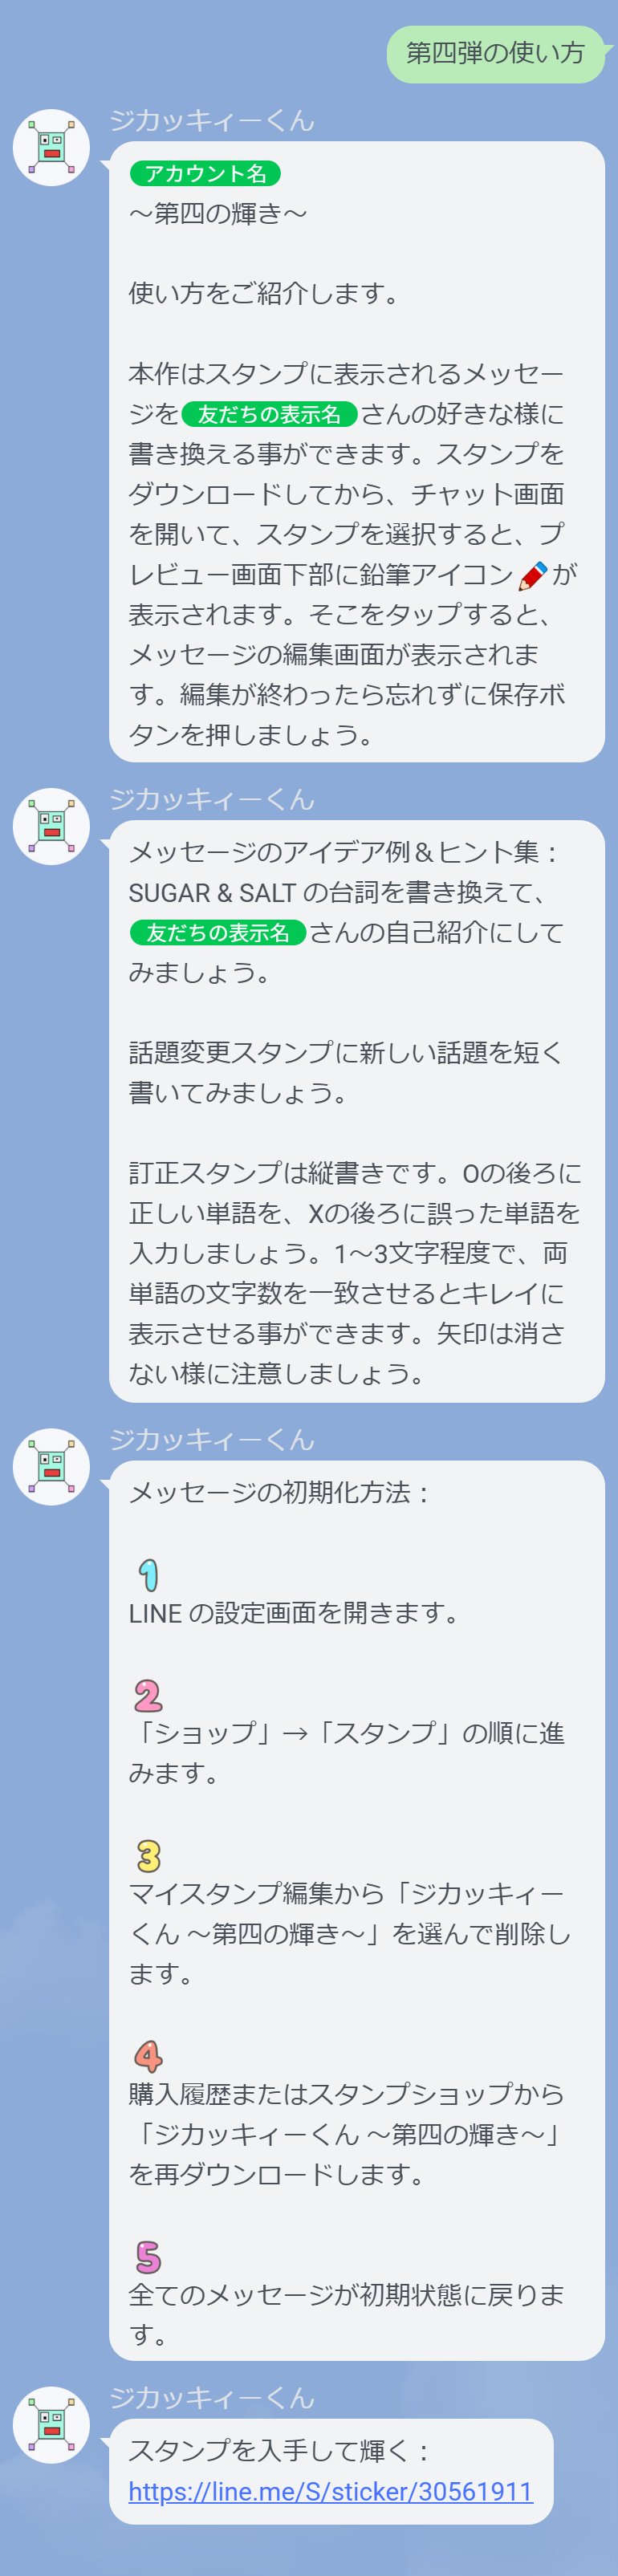 第四弾の使い方
ジカッキィーくん
アカウント名
～第四の輝き～
使い方をご紹介します。
本作はスタンプに表示されるメッセー
ジを 友だちの表示名 さんの好きな様に
書き換える事ができます。スタンプを
ダウンロードしてから、チャット画面
を開いて、スタンプを選択すると、プ
レビュー画面下部に鉛筆アイコンが
表示されます。そこをタップすると、
メッセージの編集画面が表示されま
す。編集が終わったら忘れずに保存ボ
タンを押しましょう。
ジカッキィーくん
メッセージのアイデア例＆ヒント集：
SUGAR & SALT の台詞を書き換えて、
友だちの表示名 さんの自己紹介にして
みましょう。
話題変更スタンプに新しい話題を短く
書いてみましょう。
訂正スタンプは縦書きです。Oの後ろに
正しい単語を、Xの後ろに誤った単語を
入力しましょう。1～3文字程度で、両
単語の文字数を一致させるとキレイに
表示させる事ができます。矢印は消さ
ない様に注意しましょう。
ジカッキィーくん
メッセージの初期化方法：
1
LINE の設定画面を開きます。
2
「ショップ」→「スタンプ」の順に進
みます。
3
マイスタンプ編集から「ジカッキィー
くん ～第四の輝き～」を選んで削除し
ます。
4
購入履歴またはスタンプショップから
「ジカッキィーくん ～第四の輝き～」
を再ダウンロードします。
5
全てのメッセージが初期状態に戻りま
す。
ジカッキィーくん
スタンプを入手して輝く：
https://line.me/S/sticker/30561911